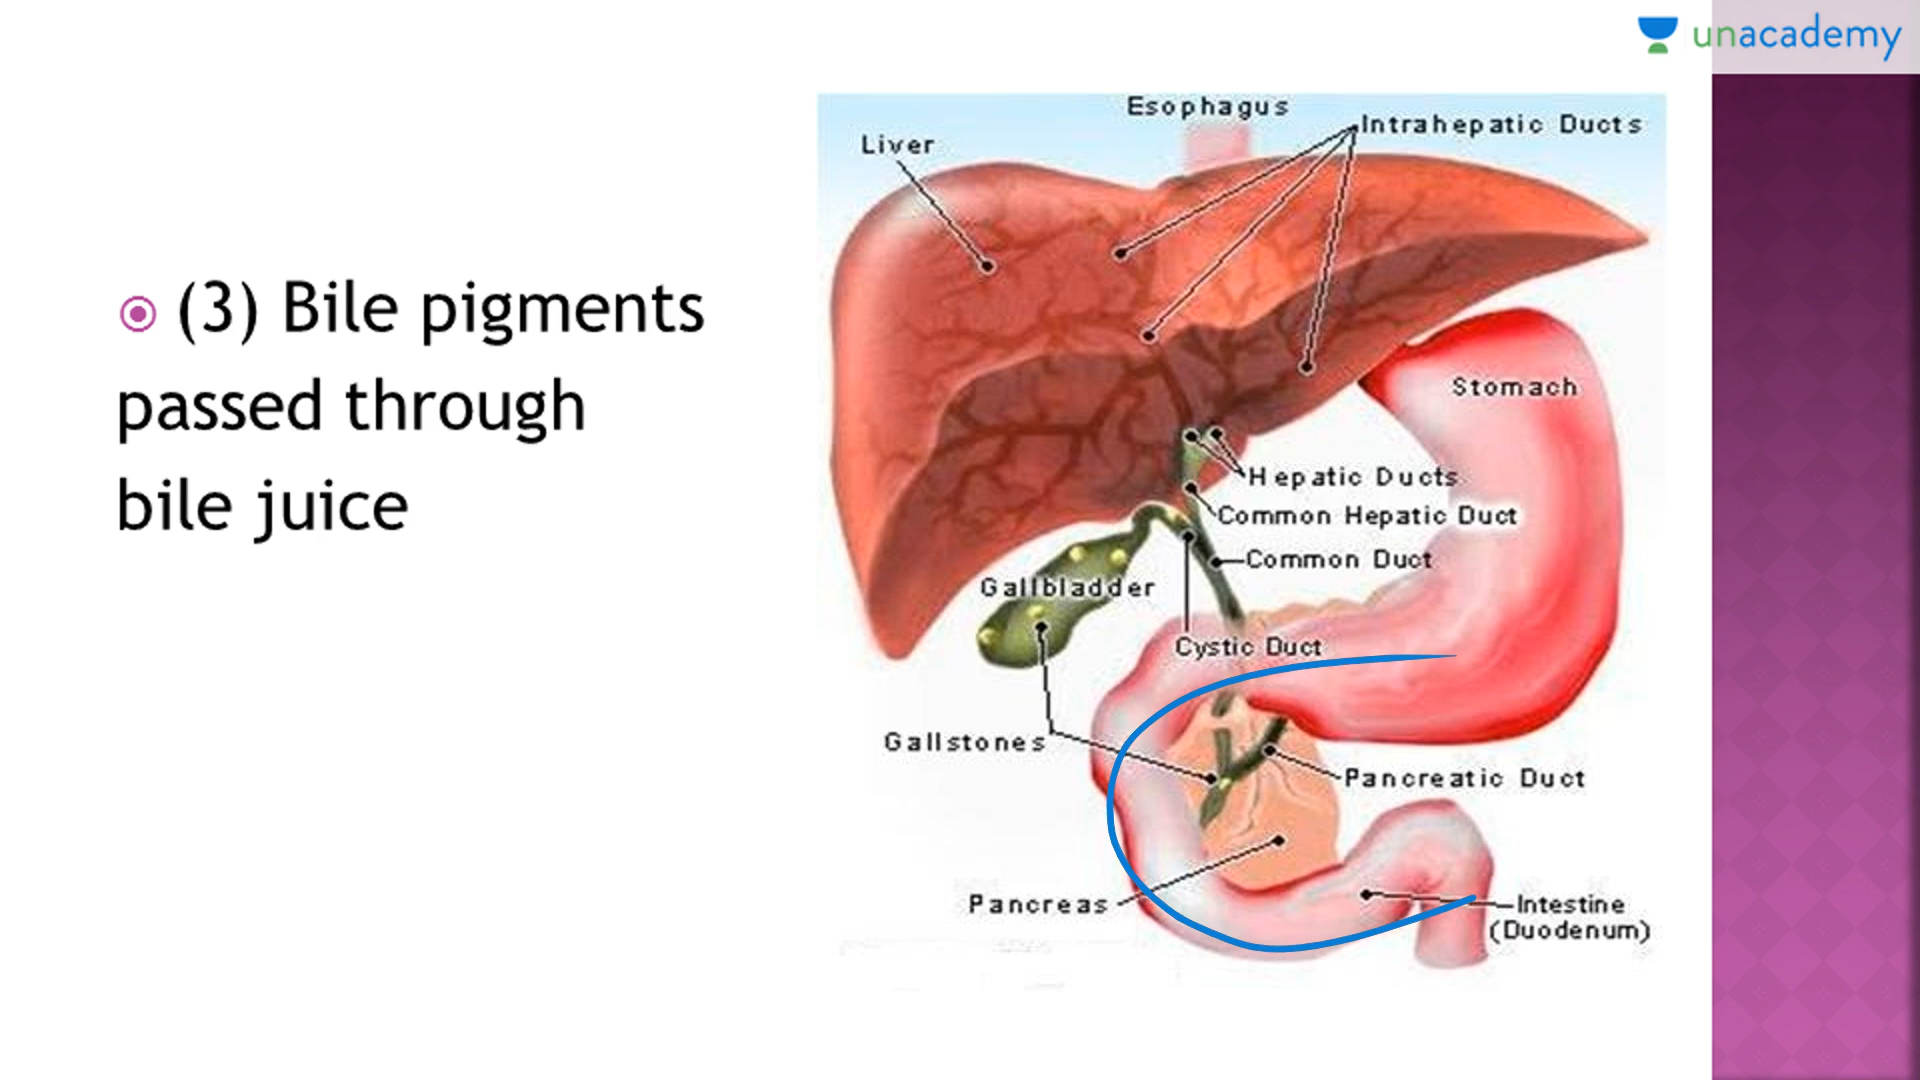 unacademy
(3) Bile pigments
passed through
bile juice
Esophagus
Intrahepatic Ducts
Liver
Stomach
Hepatic Ducts
Common Hepatic Duct
Common Duct
Gallbladder
Cystic Duct
Gallstones
Pancreatic Duct
Pancreas
Intestine
(Duodenum)